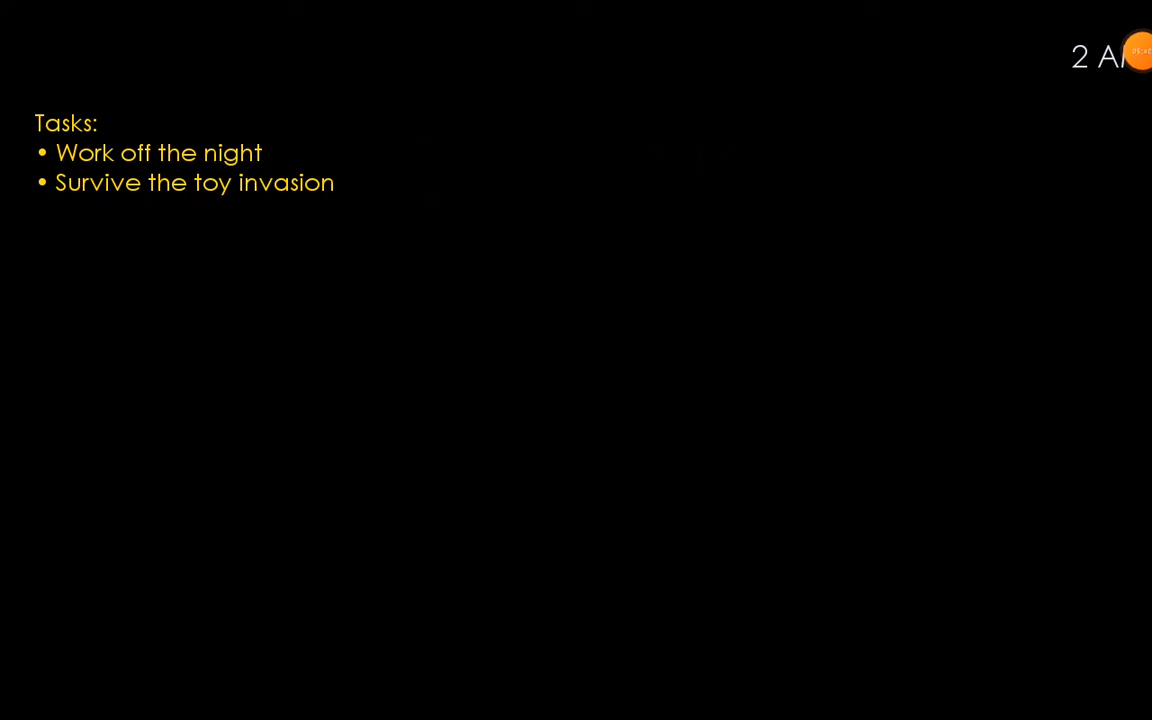 2 A
Tasks:
• Work off the night
• Survive the toy invasion